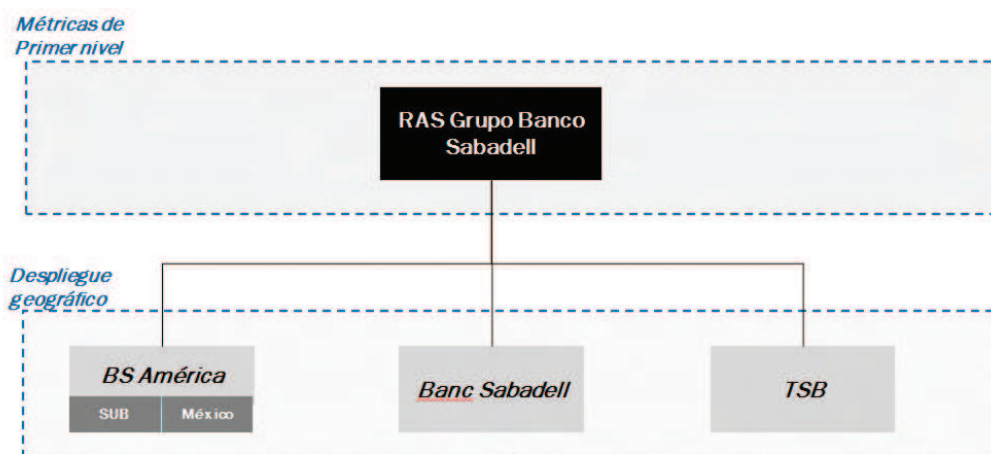 Métricas de
Primer nivel
RAS Grupo Banco
Sabadell
Despliegue
geográfico
BS América
SUB
México
Banc Sabadell
TSB